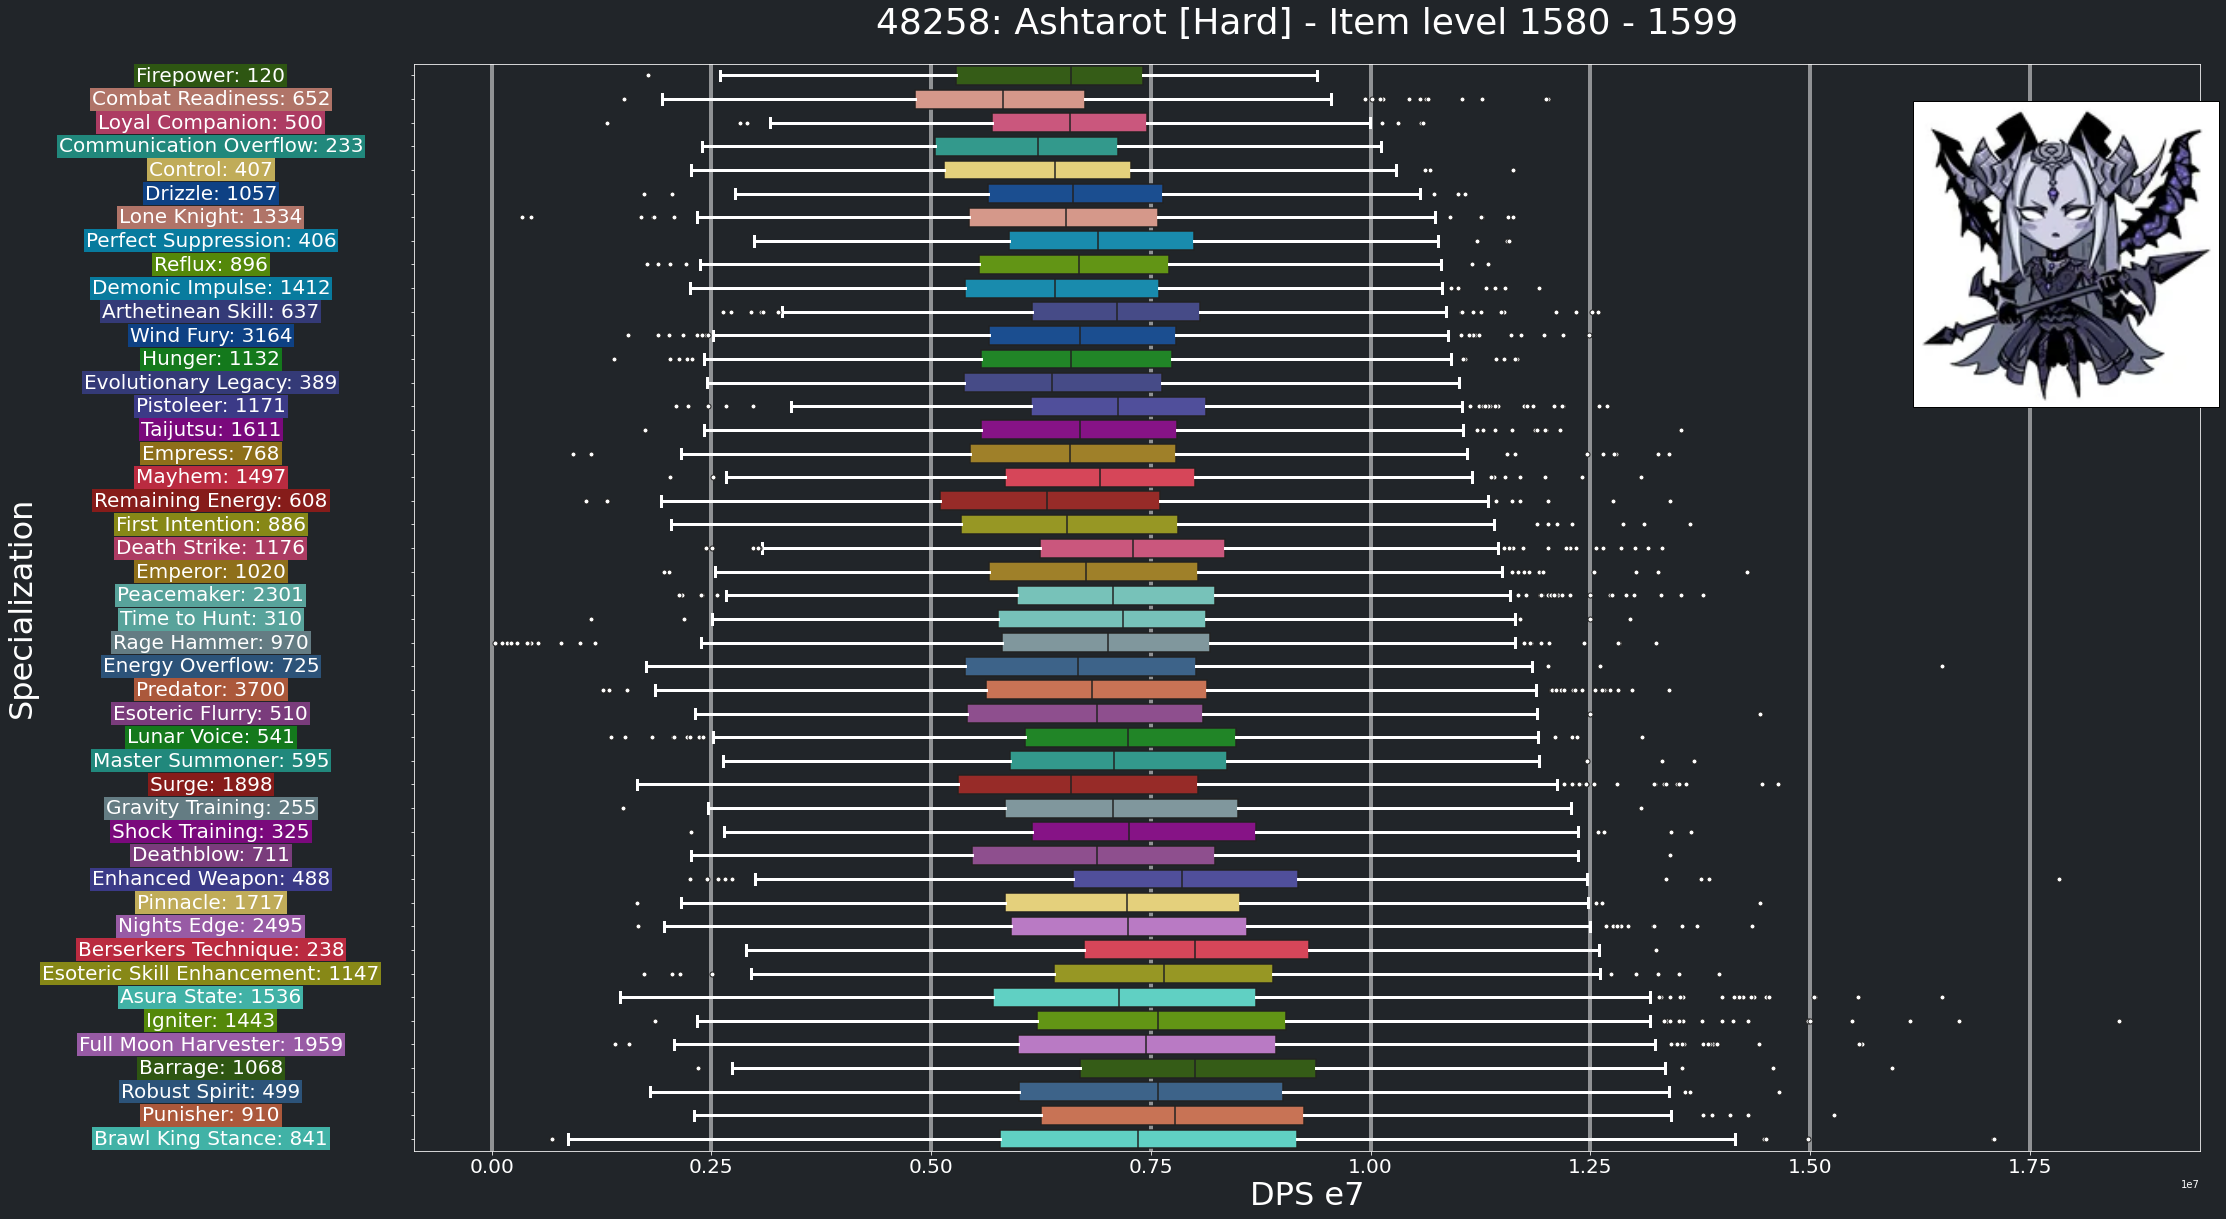 48258: Ashtarot [Hard] - Item level 1580 - 1599
Specialization
Firepower: 120
Combat Readiness: 652
Loyal Companion: 500
Communication Overflow: 233
Control: 407
Drizzle: 1057
Lone Knight: 1334
Perfect Suppression: 406
Reflux: 896
Demonic Impulse: 1412
Arthetinean Skill: 637
Wind Fury: 3164
Hunger: 1132
Evolutionary Legacy: 389
Pistoleer: 1171
Taijutsu: 1611
Empress: 768
Mayhem: 1497
Remaining Energy: 608
First Intention: 886
Death Strike: 1176
Emperor: 1020
Peacemaker: 2301
Time to Hunt: 310
Rage Hammer: 970
Energy Overflow: 725
Predator: 3700
Esoteric Flurry: 510
Lunar Voice: 541
Master Summoner: 595
Surge: 1898
Gravity Training: 255
Shock Training: 325
Deathblow: 711
Enhanced Weapon: 488
Pinnacle: 1717
Nights Edge: 2495
Berserkers Technique: 238
Esoteric Skill Enhancement: 1147
Asura State: 1536
Igniter: 1443
Full Moon Harvester: 1959
Barrage: 1068
Robust Spirit: 499
Punisher: 910
Brawl King Stance: 841
0.00 0.25 0.50 0.75 1.00 1.25 1.50 1.75
1e7
DPS e7